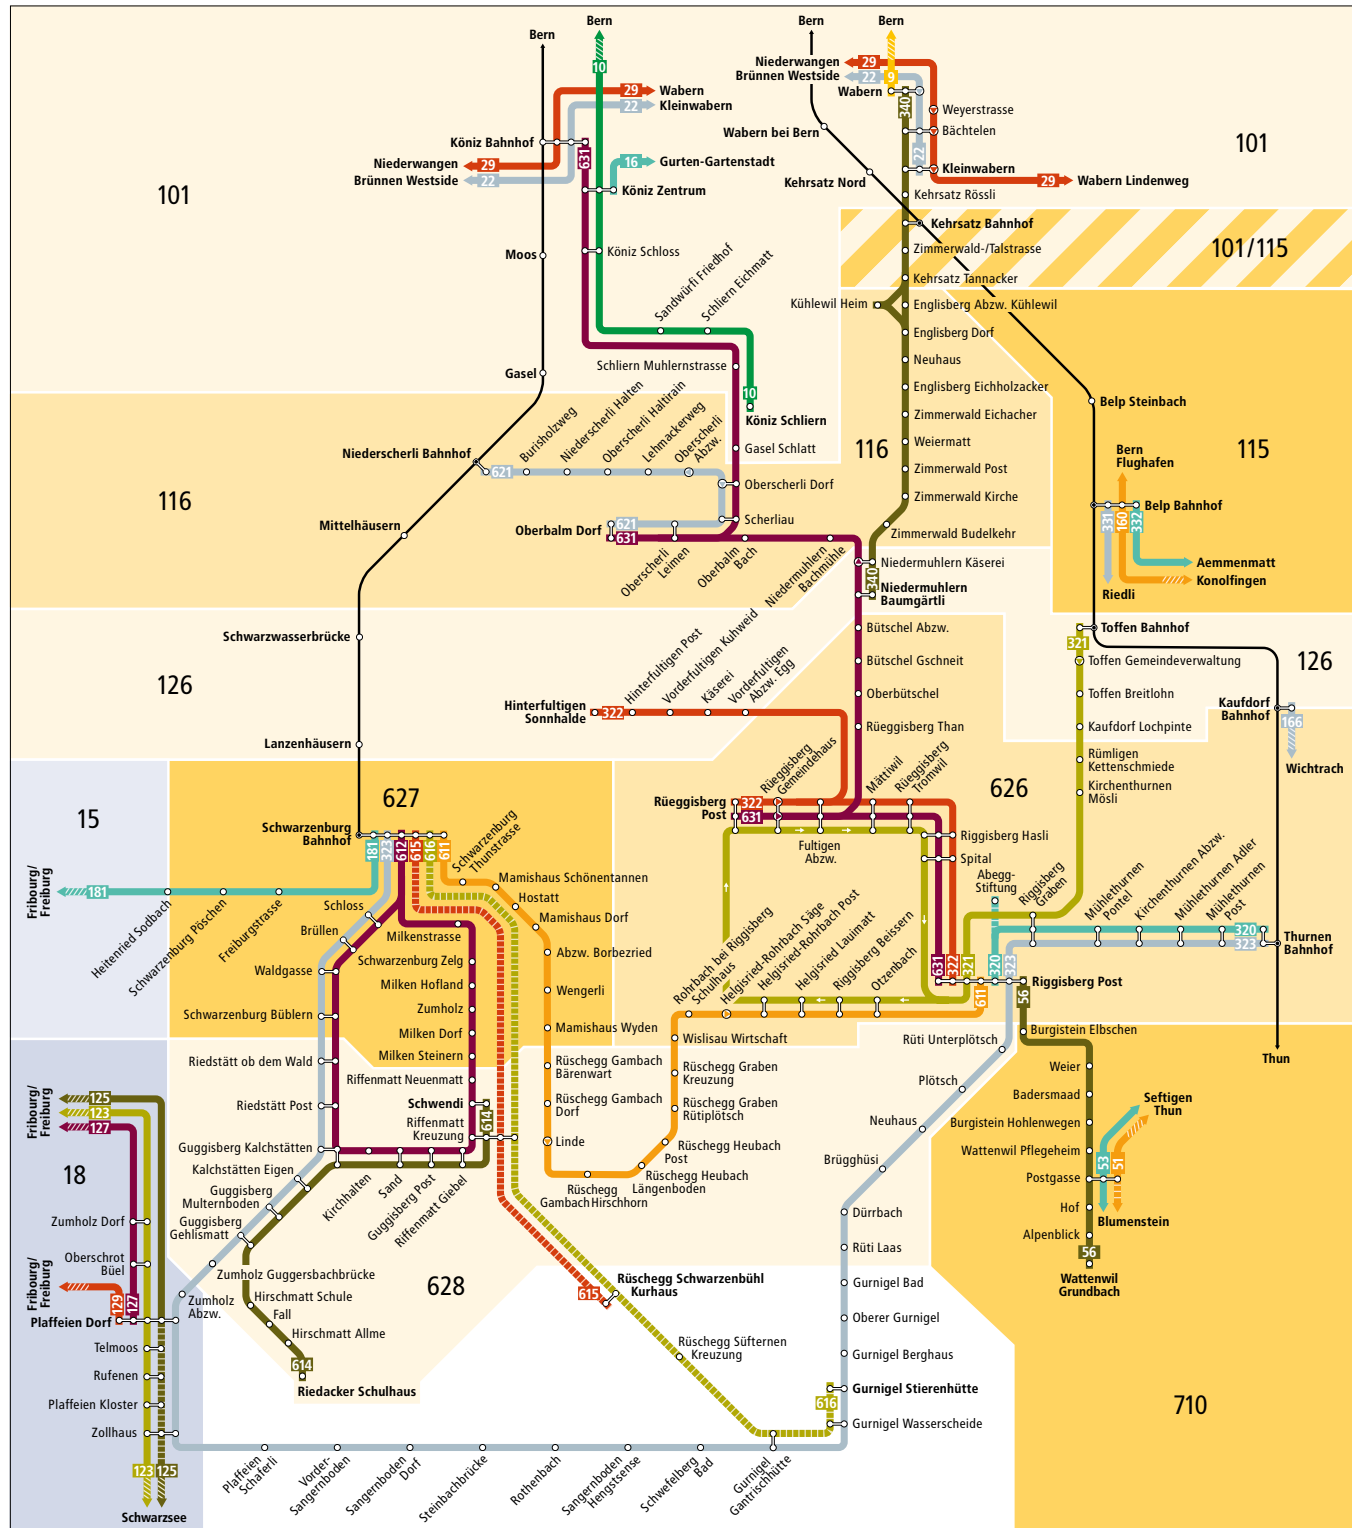 Bern
Bern
Bern
Bern
10
Niederwangen
29
Brünnen Westside
22
9
Wabern
340
29
Wabern
22
Kleinwabern
Weyerstrasse
Bächtelen
Wabern bei Bern
101
Köniz Bahnhof
631
22
Niederwangen
29
Brünnen Westside
22
16
Gurten-Gartenstadt
Köniz Zentrum
Kleinwabern
Kehrsatz Nord
29
Wabern Lindenweg
101
Kehrsatz Rössli
Kehrsatz Bahnhof
101/115
Moos
Köniz Schloss
Zimmerwald-/Talstrasse
Kehrsatz Tannacker
Sandwürfi Friedhof
Schliern Eichmatt
Kühlewil Heim
Englisberg Abzw. Kühlewil
Englisberg Dorf
Neuhaus
Schliern Muhlernstrasse
Gasel
Englisberg Eichholzacker
10
Köniz Schliern
Belp Steinbach
Zimmerwald Eichacher
Weiermatt
116
115
Niederscherli Bahnhof
621
Burisholzweg
Niederscherli Halten
Oberscherli Haltirain
Lehmackerweg
Oberscherli
Abzw.
Gasel Schlatt
Zimmerwald Post
Bern
Flughafen
Oberscherli Dorf
Zimmerwald Kirche
116
Belp Bahnhof
331
160
332
Mittelhäusern
Oberbalm Dorf
621
631
Scherliau
Zimmerwald Budelkehr
Oberscherli
Leimen
Oberbalm
Bach
Niedermuhlern
Bachmühle
Niedermuhlern Käserei
340
Niedermuhlern
Baumgärtli
Aemmenmatt
Konolfingen
Riedli
Schwarzwasserbrücke
Bütschel Abzw.
Toffen Bahnhof
321
Toffen Gemeindeverwaltung
Bütschel Gschneit
126
126
Oberbütschel
Toffen Breitlohn
Hinterfultigen
Sonnhalde
322
Hinterfultigen Post
Vorderfultigen Kuhweid
Käserei
Vorderfultigen
Abzw. Egg
Kaufdorf
Bahnhof
166
Rüeggisberg Than
Kaufdorf Lochpinte
Lanzenhäusern
Rümligen
Kettenschmiede
Wichtrach
Kirchenthurnen
Mösli
15
627
626
Rüeggisberg
Post
322
631
Rüeggisberg
Gemeindehaus
Mättiwil
Rüeggisberg
Tromwil
Fultigen
Abzw.
Riggisberg Hasli
Spital
Schwarzenburg
Bahnhof
181
323
612
615
616
611
Schwarzenburg
Thunstrasse
Mamishaus Schönentannen
Fribourg/
Freiburg
181
Heitenried Sodbach
Schwarzenburg Pöschen
Freiburgstrasse
Hostatt
Mamishaus Dorf
Abegg-
Stiftung
Riggisberg
Graben
Mühlethurnen
Pöntel
Kirchenthurnen Abzw.
Mühlethurnen Adler
Mühlethurnen
Post
320
323
Thurnen
Bahnhof
Schloss
Brüllen
Milkenstrasse
Abzw. Borbezried
Waldgasse
Schwarzenburg Zelg
Milken Hofland
Wengerli
Rohrbach bei Riggisberg
Schulhaus
Helgisried-Rohrbach Säge
Helgisried-Rohrbach Post
Helgisried Lauimatt
Riggisberg Beissern
Otzenbach
631
322
321
320
323
611
Riggisberg Post
56
Schwarzenburg Büblern
Zumholz
Mamishaus Wyden
Milken Dorf
Wislisau Wirtschaft
Burgistein Elbschen
Rüti Unterplötsch
Riedstätt ob dem Wald
Milken Steinern
Rüschegg Gambach
Bärenwart
Rüschegg Graben
Kreuzung
Weier
Thun
Riffenmatt Neuenmatt
Plötsch
Badersmaad
Fribourg/
Freiburg
125
123
127
Riedstätt Post
Schwendi
614
Rüschegg Gambach
Dorf
Rüschegg Graben
Rütiplötsch
Seftigen
Thun
Riffenmatt
Kreuzung
Neuhaus
Burgistein Hohlenwegen
Guggisberg Kalchstätten
Linde
Rüschegg Heubach
Post
Wattenwil Pflegeheim
53
51
18
Kalchstätten Eigen
Brügghüsi
Rüschegg Heubach
Längenboden
Postgasse
Kirchhalten
Sand
Guggisberg Post
Riffenmatt Giebel
Rüschegg
Gambach Hirschhorn
Guggisberg
Multernboden
Hof
Blumenstein
Zumholz Dorf
Dürrbach
Guggisberg
Gehlismatt
Alpenblick
Oberschrot
Büel
Rüti Laas
56
Wattenwil
Grundbach
Zumholz Guggersbachbrücke
Fribourg/
Freiburg
129
127
Zumholz
Abzw.
628
Rüschegg Schwarzenbühl
Kurhaus
615
Gurnigel Bad
Hirschmatt Schule
Fall
Plaffeien Dorf
Oberer Gurnigel
Hirschmatt Allme
Telmoos
Rüschegg Süfternen
Kreuzung
Gurnigel Berghaus
614
Riedacker Schulhaus
Rufenen
Gurnigel Stierenhütte
616
Plaffeien Kloster
710
Zollhaus
Gurnigel Wasserscheide
Plaffeien
Schaferli
Vorder-
Sangernboden
Sangernboden
Dorf
Steinbachbrücke
Rothenbach
Sangernboden
Hengstsense
Schwefelberg
Bad
Gurnigel
Gantrischhütte
123
125
Schwarzsee